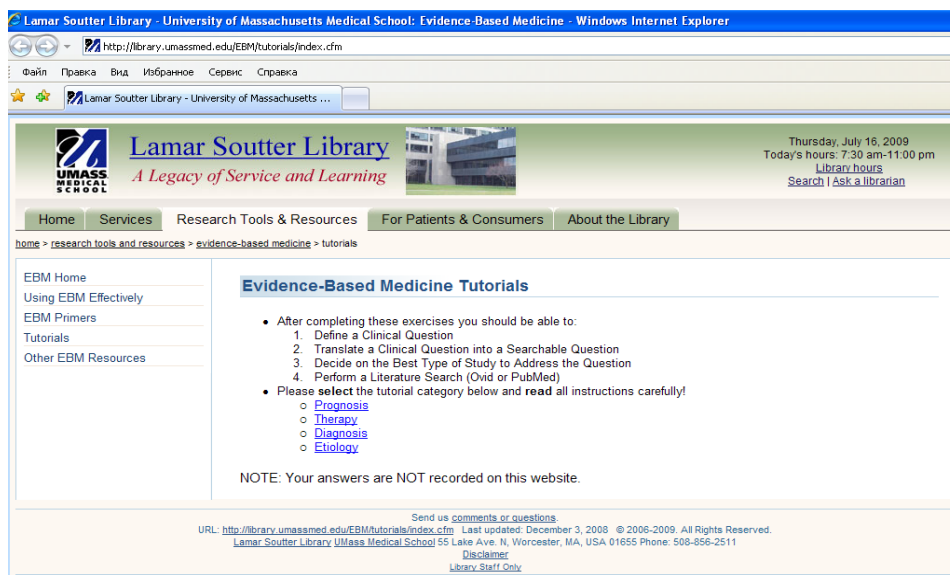 Lamar Soutter Library - University of Massachusetts Medical School: Evidence-Based Medicine - Windows Internet Explorer
http://library.umassmed.edu/EBM/tutorials/index.cfm
Файл Правка Вид Избранное Сервис Справка
Lamar Soutter Library - University of Massachusetts ...
UMASS
MEDICAL
SCHOOL
Lamar Soutter Library
A Legacy of Service and Learning
Thursday, July 16, 2009
Today's hours: 7:30 am-11:00 pm
Library hours
Search | Ask a librarian
Home Services Research Tools & Resources For Patients & Consumers About the Library
home > research tools and resources > evidence-based medicine > tutorials
EBM Home
Using EBM Effectively
EBM Primers
Tutorials
Other EBM Resources
Evidence-Based Medicine Tutorials
• After completing these exercises you should be able to:
1. Define a Clinical Question
2. Translate a Clinical Question into a Searchable Question
3. Decide on the Best Type of Study to Address the Question
4. Perform a Literature Search (Ovid or PubMed)
• Please select the tutorial category below and read all instructions carefully!
○ Prognosis
○ Therapy
○ Diagnosis
○ Etiology
NOTE: Your answers are NOT recorded on this website.
Send us comments or questions.
URL: http://library.umassmed.edu/EBM/tutorials/index.cfm Last updated: December 3, 2008 © 2006-2009. All Rights Reserved.
Lamar Soutter Library UMass Medical School 55 Lake Ave. N, Worcester, MA, USA 01655 Phone: 508-856-2511
Disclaimer
Library Staff Only